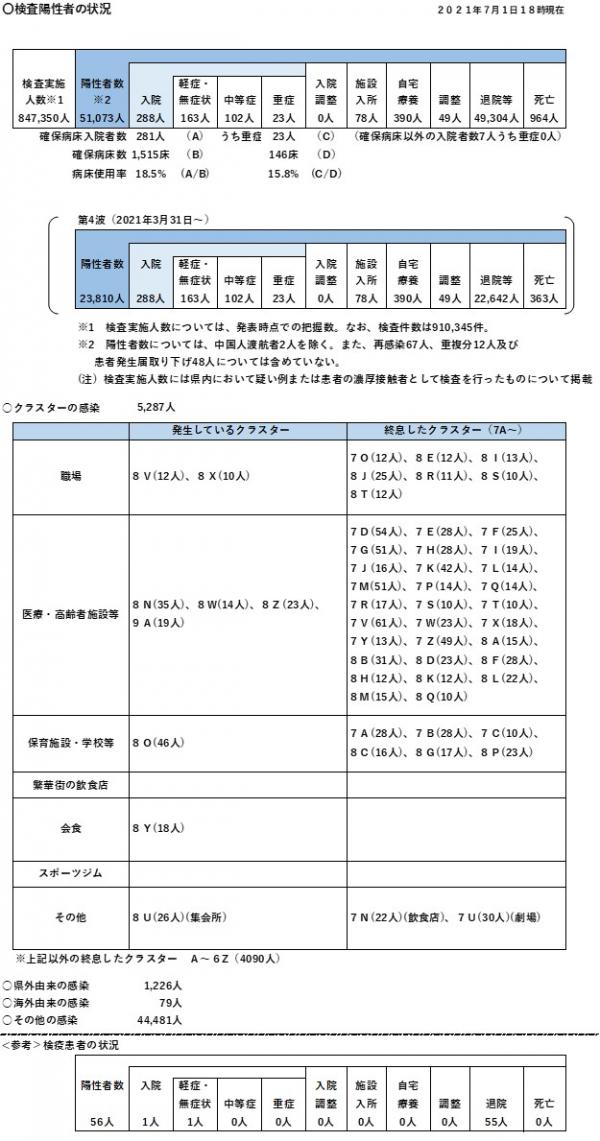 〇検査陽性者の状況
２０２１年７月１日１８時現在
検査実施人数※1 陽性者数※2 入院 軽症・無症状 中等症 重症 入院調整 施設入所 自宅療養 調整 退院等 死亡
847,350人 51,073人 288人 163人 102人 23人 0人 78人 390人 49人 49,304人 964人
確保病床入院者数 281人 （A） うち重症 23人 （C） （確保病床以外の入院者数7人うち重症0人）
確保病床数 1,515床 （B） 146床 （D）
病床使用率 18.5% （A/B） 15.8% （C/D）
第4波（2021年3月31日～）
陽性者数 入院 軽症・無症状 中等症 重症 入院調整 施設入所 自宅療養 調整 退院等 死亡
23,810人 288人 163人 102人 23人 0人 78人 390人 49人 22,642人 363人
※1　検査実施人数については、発表時点での把握数。なお、検査件数は910,345件。
※2　陽性者数については、中国人渡航者2人を除く。また、再感染67人、重複分12人及び
患者発生届取り下げ48人については含めていない。
（注）検査実施人数には県内において疑い例または患者の濃厚接触者として検査を行ったものについて掲載
〇クラスターの感染 5,287人
発生しているクラスター 終息したクラスター（7A～）
職場
８V(12人)、８X(10人)
７O(12人)、８E(12人)、８I(13人)、
８J(25人)、８R(11人)、８S(10人)、
８T(12人)
医療・高齢者施設等
８N(35人)、８W(14人)、８Z(23人)、
９A(19人)
７D(54人)、７E(28人)、７F(25人)、
７G(51人)、７H(28人)、７I(19人)、
７J(16人)、７K(42人)、７L(14人)、
７M(51人)、７P(14人)、７Q(14人)、
７R(17人)、７S(10人)、７T(10人)、
７V(61人)、７W(23人)、７X(18人)、
７Y(13人)、７Z(49人)、８A(15人)、
８B(31人)、８D(23人)、８F(28人)、
８H(12人)、８K(12人)、８L(22人)、
８M(15人)、８Q(10人)
保育施設・学校等
８O(46人)
７A(28人)、７B(28人)、７C(10人)、
８C(16人)、８G(17人)、８P(23人)
繁華街の飲食店
会食
８Y(18人)
スポーツジム
その他
８U(26人)(集会所)
７N(22人)(飲食店)、７U(30人)(劇場)
※上記以外の終息したクラスター　A～６Z（4090人）
〇県外由来の感染 1,226人
〇海外由来の感染 79人
〇その他の感染 44,481人
<参考>検疫患者の状況
陽性者数 入院 軽症・無症状 中等症 重症 入院調整 施設入所 自宅療養 調整 退院 死亡
56人 1人 1人 0人 0人 0人 0人 0人 0人 55人 0人